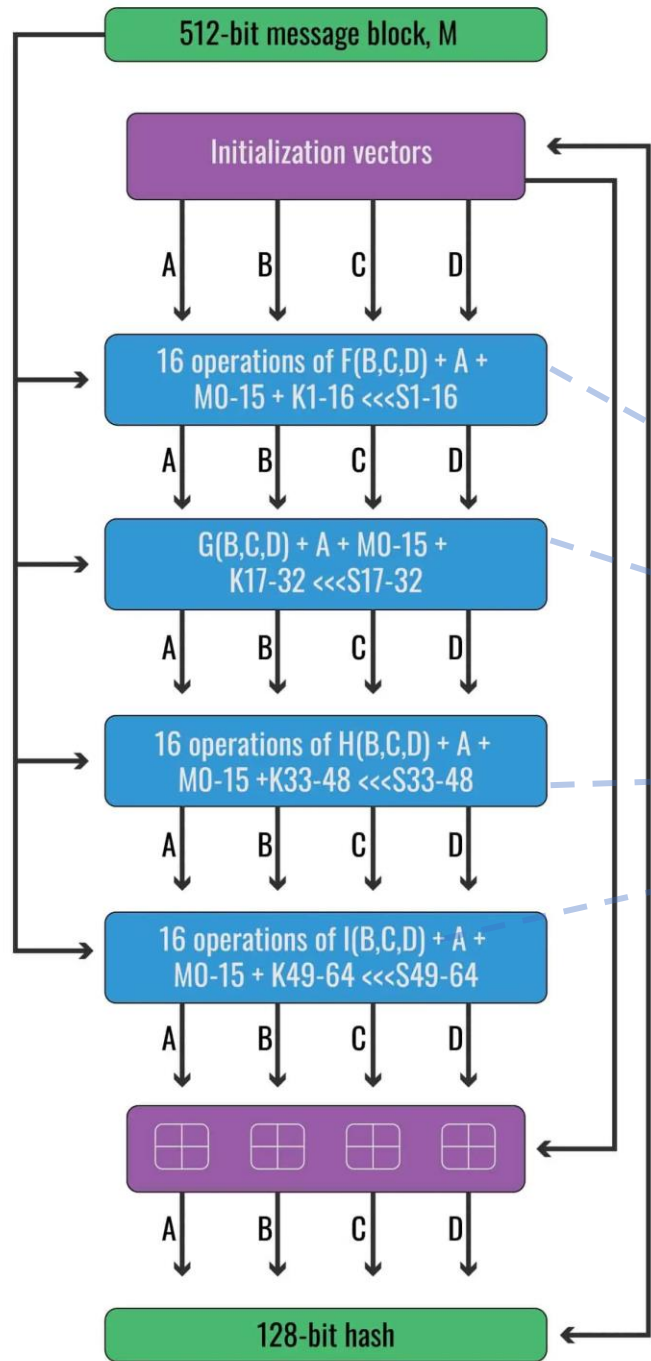 512-bit message block, M
Initialization vectors
A B C D
16 operations of F(B,C,D) + A +
M0-15 + K1-16 <<<S1-16
A B C D
G(B,C,D) + A + M0-15 +
K17-32 <<<S17-32
A B C D
16 operations of H(B,C,D) + A +
M0-15 +K33-48 <<<S33-48
A B C D
16 operations of I(B,C,D) + A +
M0-15 + K49-64 <<<S49-64
A B C D
A B C D
128-bit hash